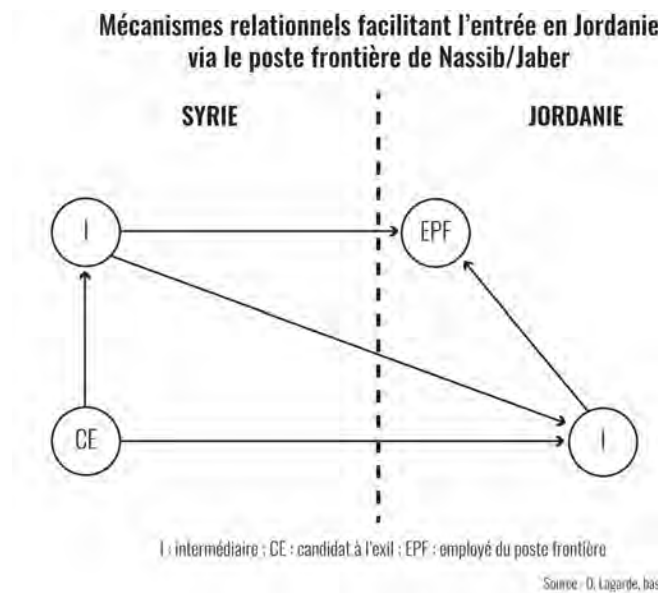 Mécanismes relationnels facilitant l'entrée en Jordanie
via le poste frontière de Nassib/Jaber
SYRIE
JORDANIE
I
EPF
CE
I
I : intermédiaire ; CE : candidat à l'exil ; EPF : employé du poste frontière
Source : D. Lagarde, bas